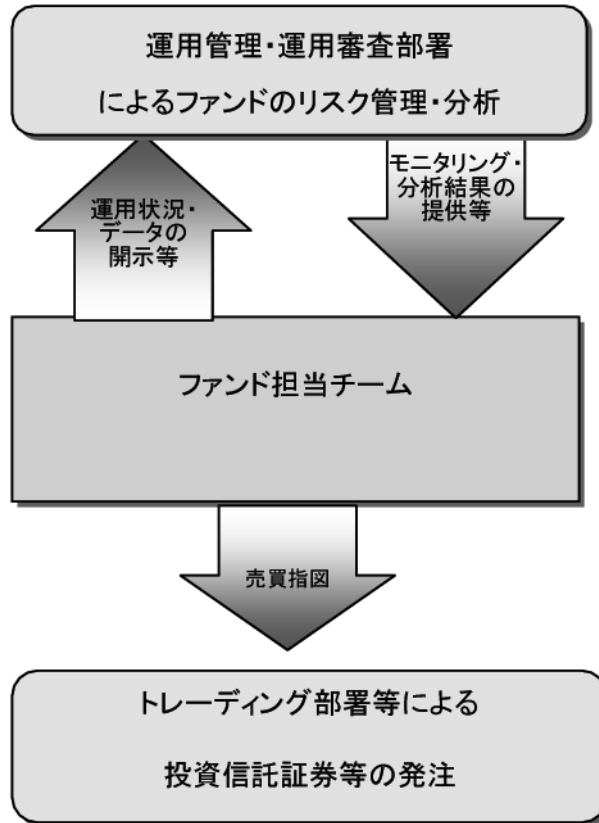 運用管理・運用審査部署
によるファンドのリスク管理・分析
運用状況・
データの
開示等
モニタリング・
分析結果の
提供等
ファンド担当チーム
売買指図
トレーディング部署等による
投資信託証券等の発注